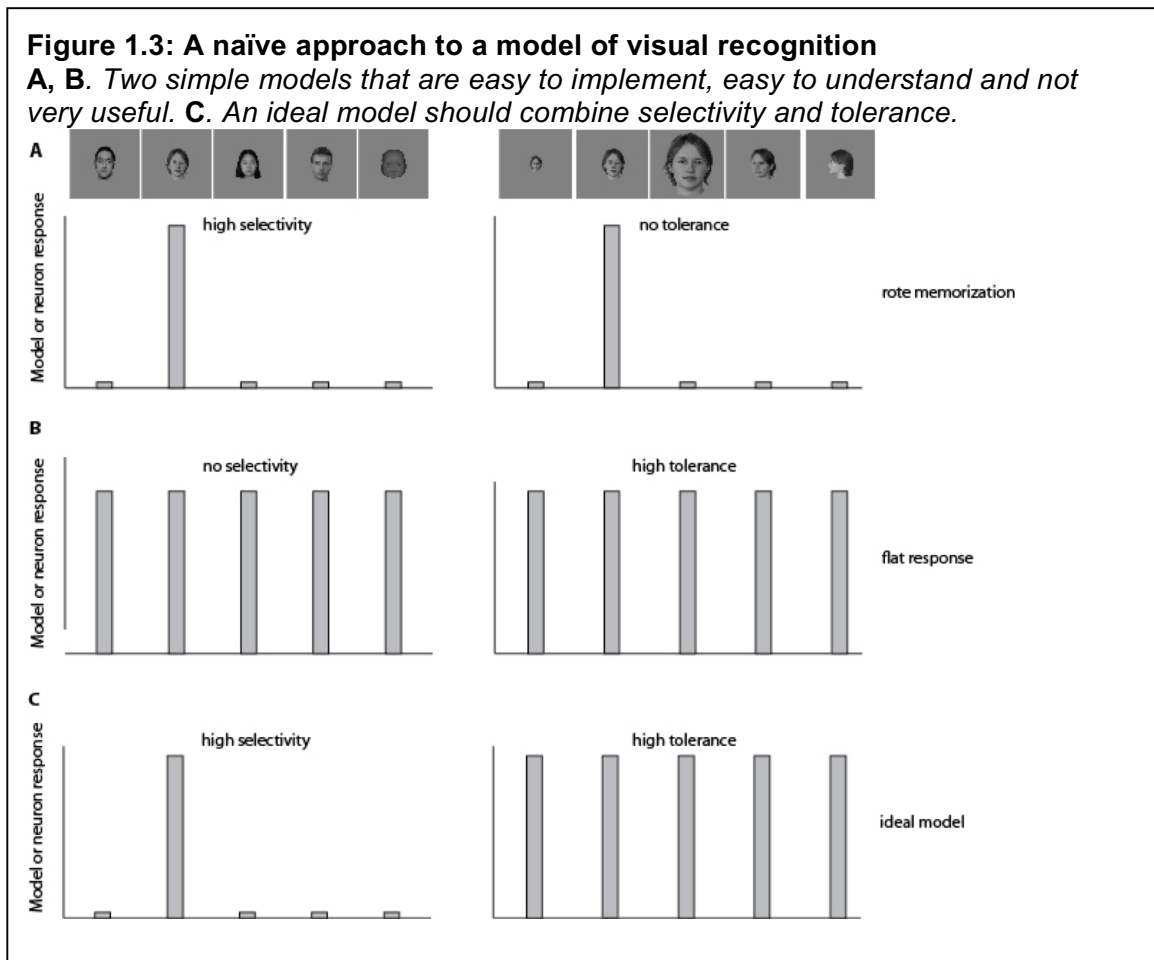 Figure 1.3: A naïve approach to a model of visual recognition
A, B. Two simple models that are easy to implement, easy to understand and not
very useful. C. An ideal model should combine selectivity and tolerance.
A
high selectivity
no tolerance
Model or neuron response
rote memorization
B
no selectivity
high tolerance
Model or neuron response
flat response
C
high selectivity
high tolerance
Model or neuron response
ideal model